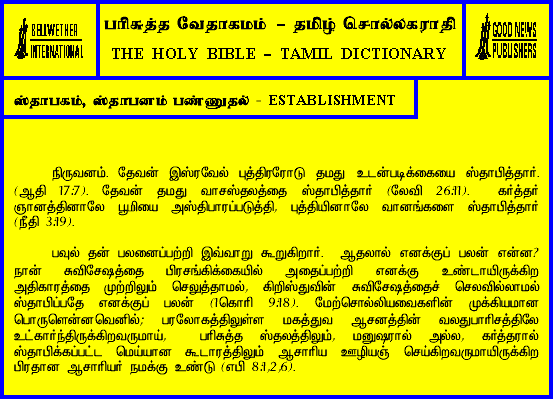 BELLWETHER
INTERNATIONAL
பரிசுத்த வேதாகமம் – தமிழ் சொல்லகராதி
THE HOLY BIBLE – TAMIL DICTIONARY
GOOD NEWS
PUBLISHERS
ஸ்தாபகம், ஸ்தாபனம் பண்ணுதல் - ESTABLISHMENT
நிருவனம். தேவன் இஸ்ரவேல் புத்திரரோடு தமது உடன்படிக்கையை ஸ்தாபித்தார்.
(ஆதி 17:7). தேவன் தமது வாசஸ்தலத்தை ஸ்தாபித்தார் (லேவி 26:11). கர்த்தர்
ஞானத்தினாலே பூமியை அஸ்திபாரப்படுத்தி, புத்தியினாலே வானங்களை ஸ்தாபித்தார்
(நீதி 3:19).
பவுல் தன் பலனைப்பற்றி இவ்வாறு கூறுகிறார். ஆதலால் எனக்குப் பலன் என்ன?
நான் சுவிசேஷத்தை பிரசங்கிக்கையில் அதைப்பற்றி எனக்கு உண்டாயிருக்கிற
அதிகாரத்தை முற்றிலும் செலுத்தாமல், கிறிஸ்துவின் சுவிசேஷத்தைச் செலவில்லாமல்
ஸ்தாபிப்பதே எனக்குப் பலன் (1கொரி 9:18). மேற்சொல்லியவைகளின் முக்கியமான
பொருளென்னவெனில்; பரலோகத்திலுள்ள மகத்துவ ஆசனத்தின் வலதுபாரிசத்திலே
உட்கார்ந்திருக்கிறவருமாய், பரிசுத்த ஸ்தலத்திலும், மனுஷரால் அல்ல, கர்த்தரால்
ஸ்தாபிக்கப்பட்ட மெய்யான கூடாரத்திலும் ஆசாரிய ஊழியஞ் செய்கிறவருமாயிருக்கிற
பிரதான ஆசாரியர் நமக்கு உண்டு (எபி 8:1,2,6).